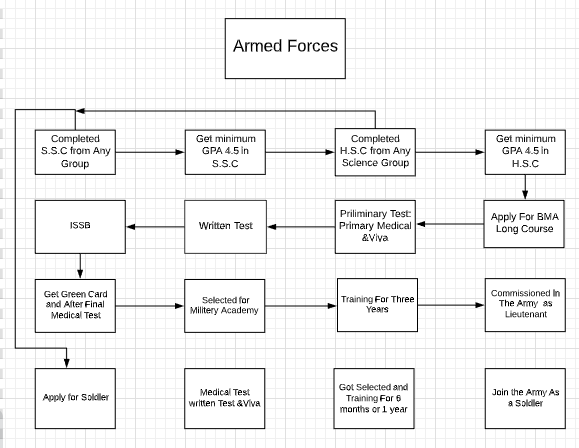 Armed Forces
Completed
S.S.C from Any
Group
Get minimum
GPA 4.5 in
S.S.C
Completed
H.S.C from Any
Science Group
Get minimum
GPA 4.5 in
H.S.C
ISSB
Written Test
Priliminary Test:
Primary Medical
&Viva
Apply For BMA
Long Course
Get Green Card
and After Final
Medical Test
Selected for
Miltery Academy
Training For Three
Years
Commissioned In
The Army as
Lieutenant
Apply for Soldler
Medical Test
written Test &Viva
Got Selected and
Training For 6
months or 1 year
Join the Army As
a Soldler